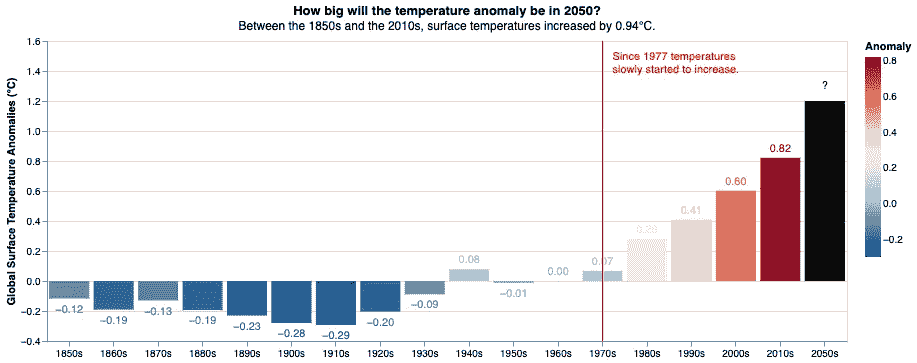 How big will the temperature anomaly be in 2050?
Between the 1850s and the 2010s, surface temperatures increased by 0.94°C.
Global Surface Temperature Anomalies (°C)
1.6
1.4
1.2
1.0
0.8
0.6
0.4
0.2
0.0
−0.2
−0.4
Since 1977 temperatures
slowly started to increase.
−0.12
−0.19
−0.13
−0.19
−0.23
−0.28
−0.29
−0.20
−0.09
0.08
−0.01
0.00
0.07
0.28
0.41
0.60
0.82
?
1850s
1860s
1870s
1880s
1890s
1900s
1910s
1920s
1930s
1940s
1950s
1960s
1970s
1980s
1990s
2000s
2010s
2050s
Anomaly
0.8
0.6
0.4
0.2
0.0
−0.2